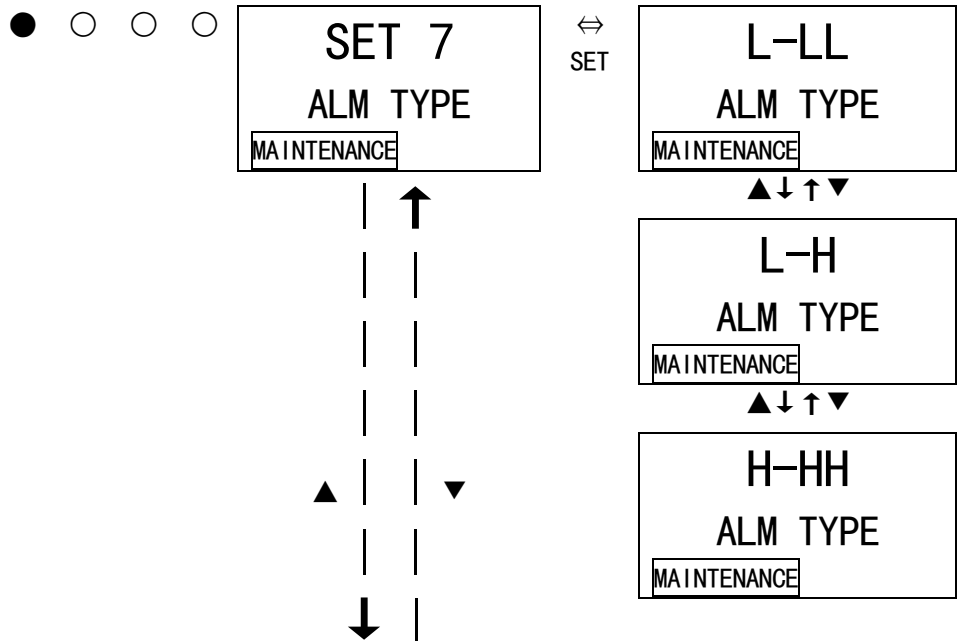 ● ○ ○ ○
SET 7
ALM TYPE
MAINTENANCE
⇔
SET
L-LL
ALM TYPE
MAINTENANCE
▲↓↑▼
L-H
ALM TYPE
MAINTENANCE
▲↓↑▼
H-HH
ALM TYPE
MAINTENANCE
▲ ▼